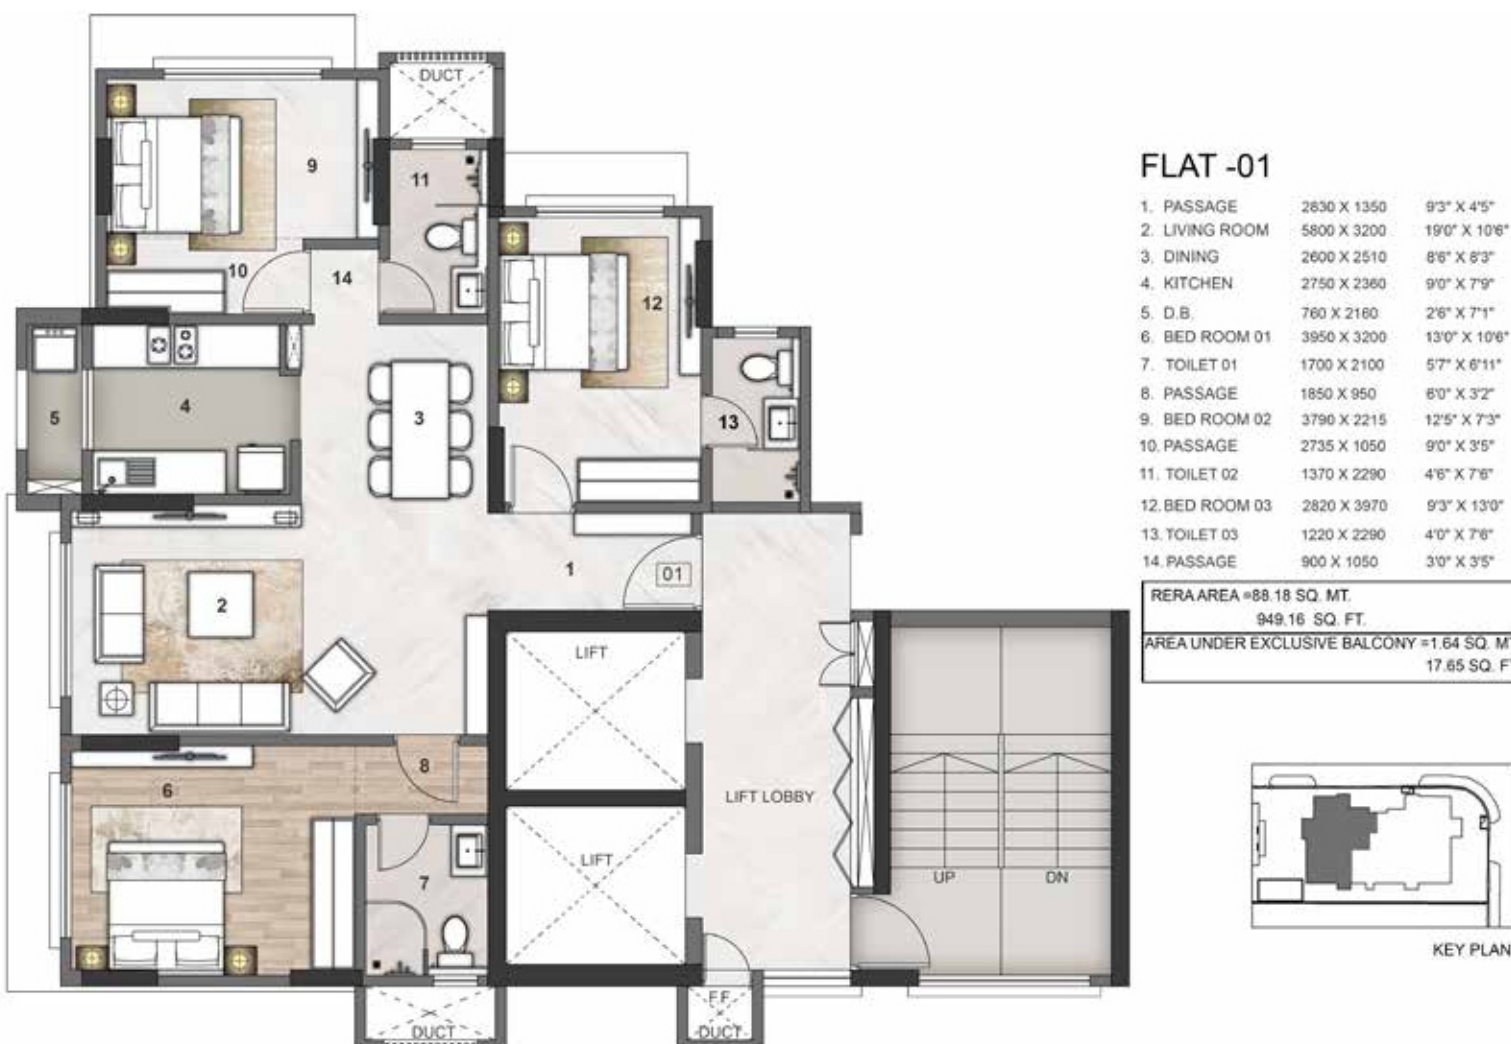 FLAT -01
1. PASSAGE 2830 X 1350 9'3" X 4'5"
2. LIVING ROOM 5800 X 3200 19'0" X 10'6"
3. DINING 2600 X 2510 8'6" X 8'3"
4. KITCHEN 2750 X 2360 9'0" X 7'9"
5. D.B. 760 X 2160 2'6" X 7'1"
6. BED ROOM 01 3950 X 3200 13'0" X 10'6"
7. TOILET 01 1700 X 2100 5'7" X 6'11"
8. PASSAGE 1850 X 950 6'0" X 3'2"
9. BED ROOM 02 3790 X 2215 12'5" X 7'3"
10. PASSAGE 2735 X 1050 9'0" X 3'5"
11. TOILET 02 1370 X 2290 4'6" X 7'6"
12. BED ROOM 03 2820 X 3970 9'3" X 13'0"
13. TOILET 03 1220 X 2290 4'0" X 7'6"
14. PASSAGE 900 X 1050 3'0" X 3'5"
RERA AREA =88.18 SQ. MT.
949.16 SQ. FT.
AREA UNDER EXCLUSIVE BALCONY =1.64 SQ. M
17.65 SQ. F
KEY PLAN
DUCT
9
11
10
14
12
5
4
3
13
1
01
2
LIFT
8
6
LIFT LOBBY
LIFT
7
UP
DN
F.F
DUCT
DUCT